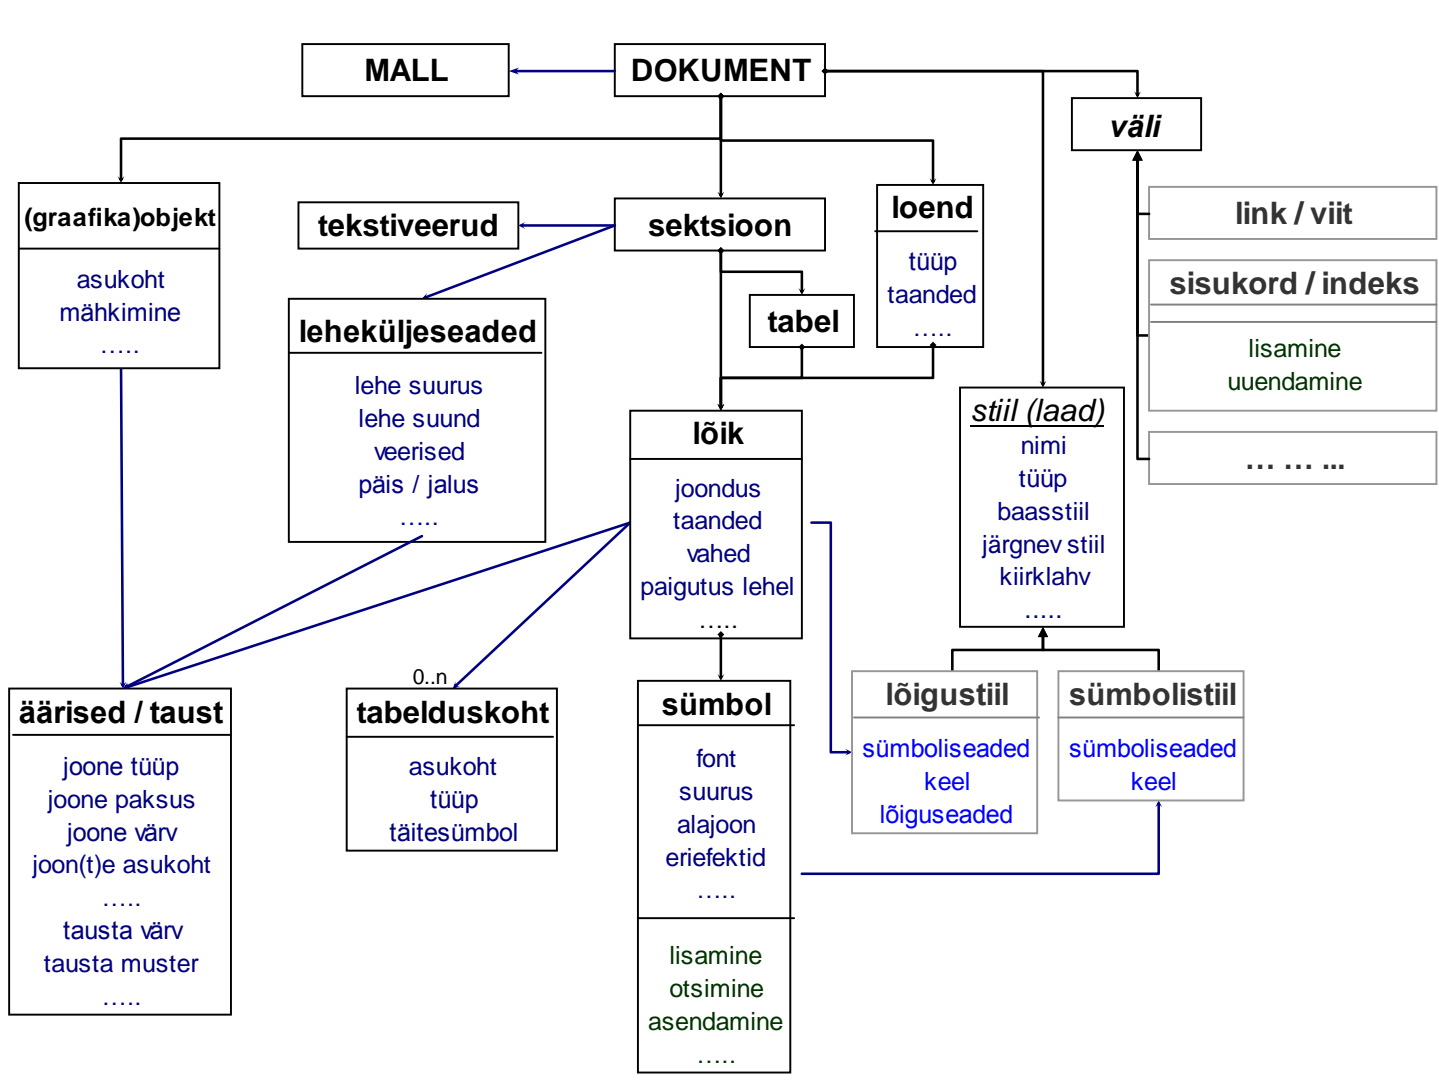 MALL
DOKUMENT
väli
(graafika)objekt
asukoht
mähkimine
.....
tekstiveerud
sektsioon
loend
tüüp
taanded
.....
link / viit
sisukord / indeks
lisamine
uuendamine
... ... ...
leheküljeseaded
lehe suurus
lehe suund
veerised
päis / jalus
.....
tabel
lõik
joondus
taanded
vahed
paigutus lehel
.....
stiil (laad)
nimi
tüüp
baasstiil
järgnev stiil
kiirklahv
.....
äärised / taust
joone tüüp
joone paksus
joone värv
joon(t)e asukoht
.....
tausta värv
tausta muster
.....
0..n
tabelduskoht
asukoht
tüüp
täitesümbol
sümbol
font
suurus
alajoon
eriefektid
.....
lisamine
otsimine
asendamine
.....
lõigustiil
sümboliseaded
keel
lõiguseaded
sümbolistiil
sümboliseaded
keel